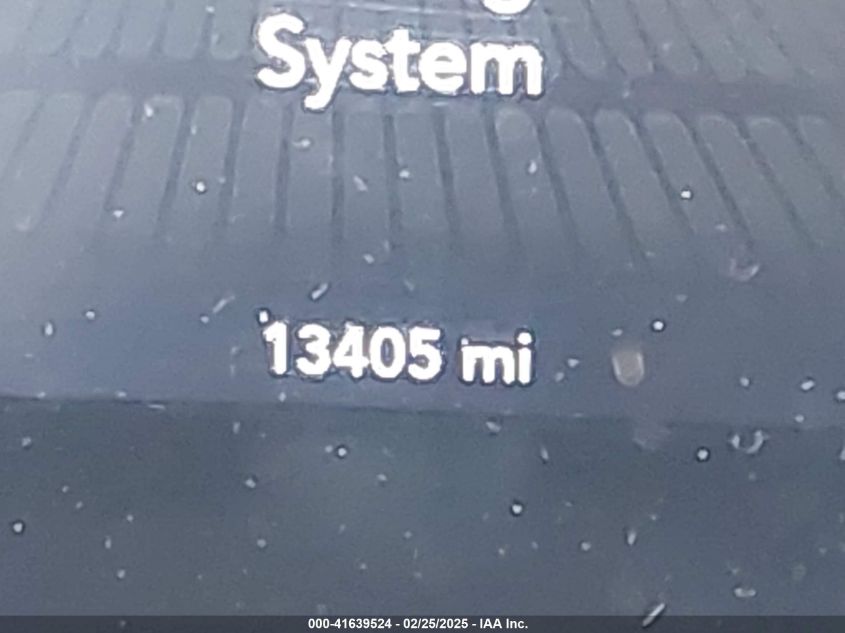 System
13405 mi
000-41639524 - 02/25/2025 - IAA Inc.